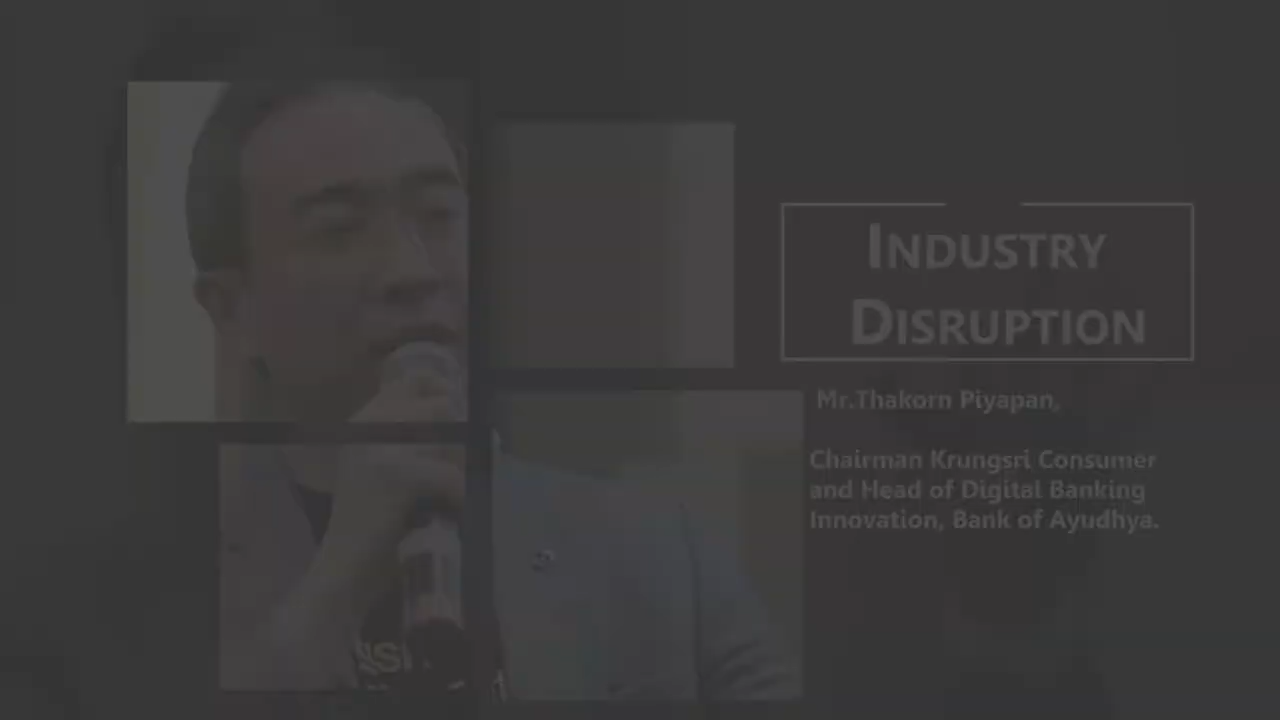 INDUSTRY
DISRUPTION
Mr.Thakorn Piyapan,
Chairman Krungsri Consumer
and Head of Digital Banking
Innovation, Bank of Ayudhya.